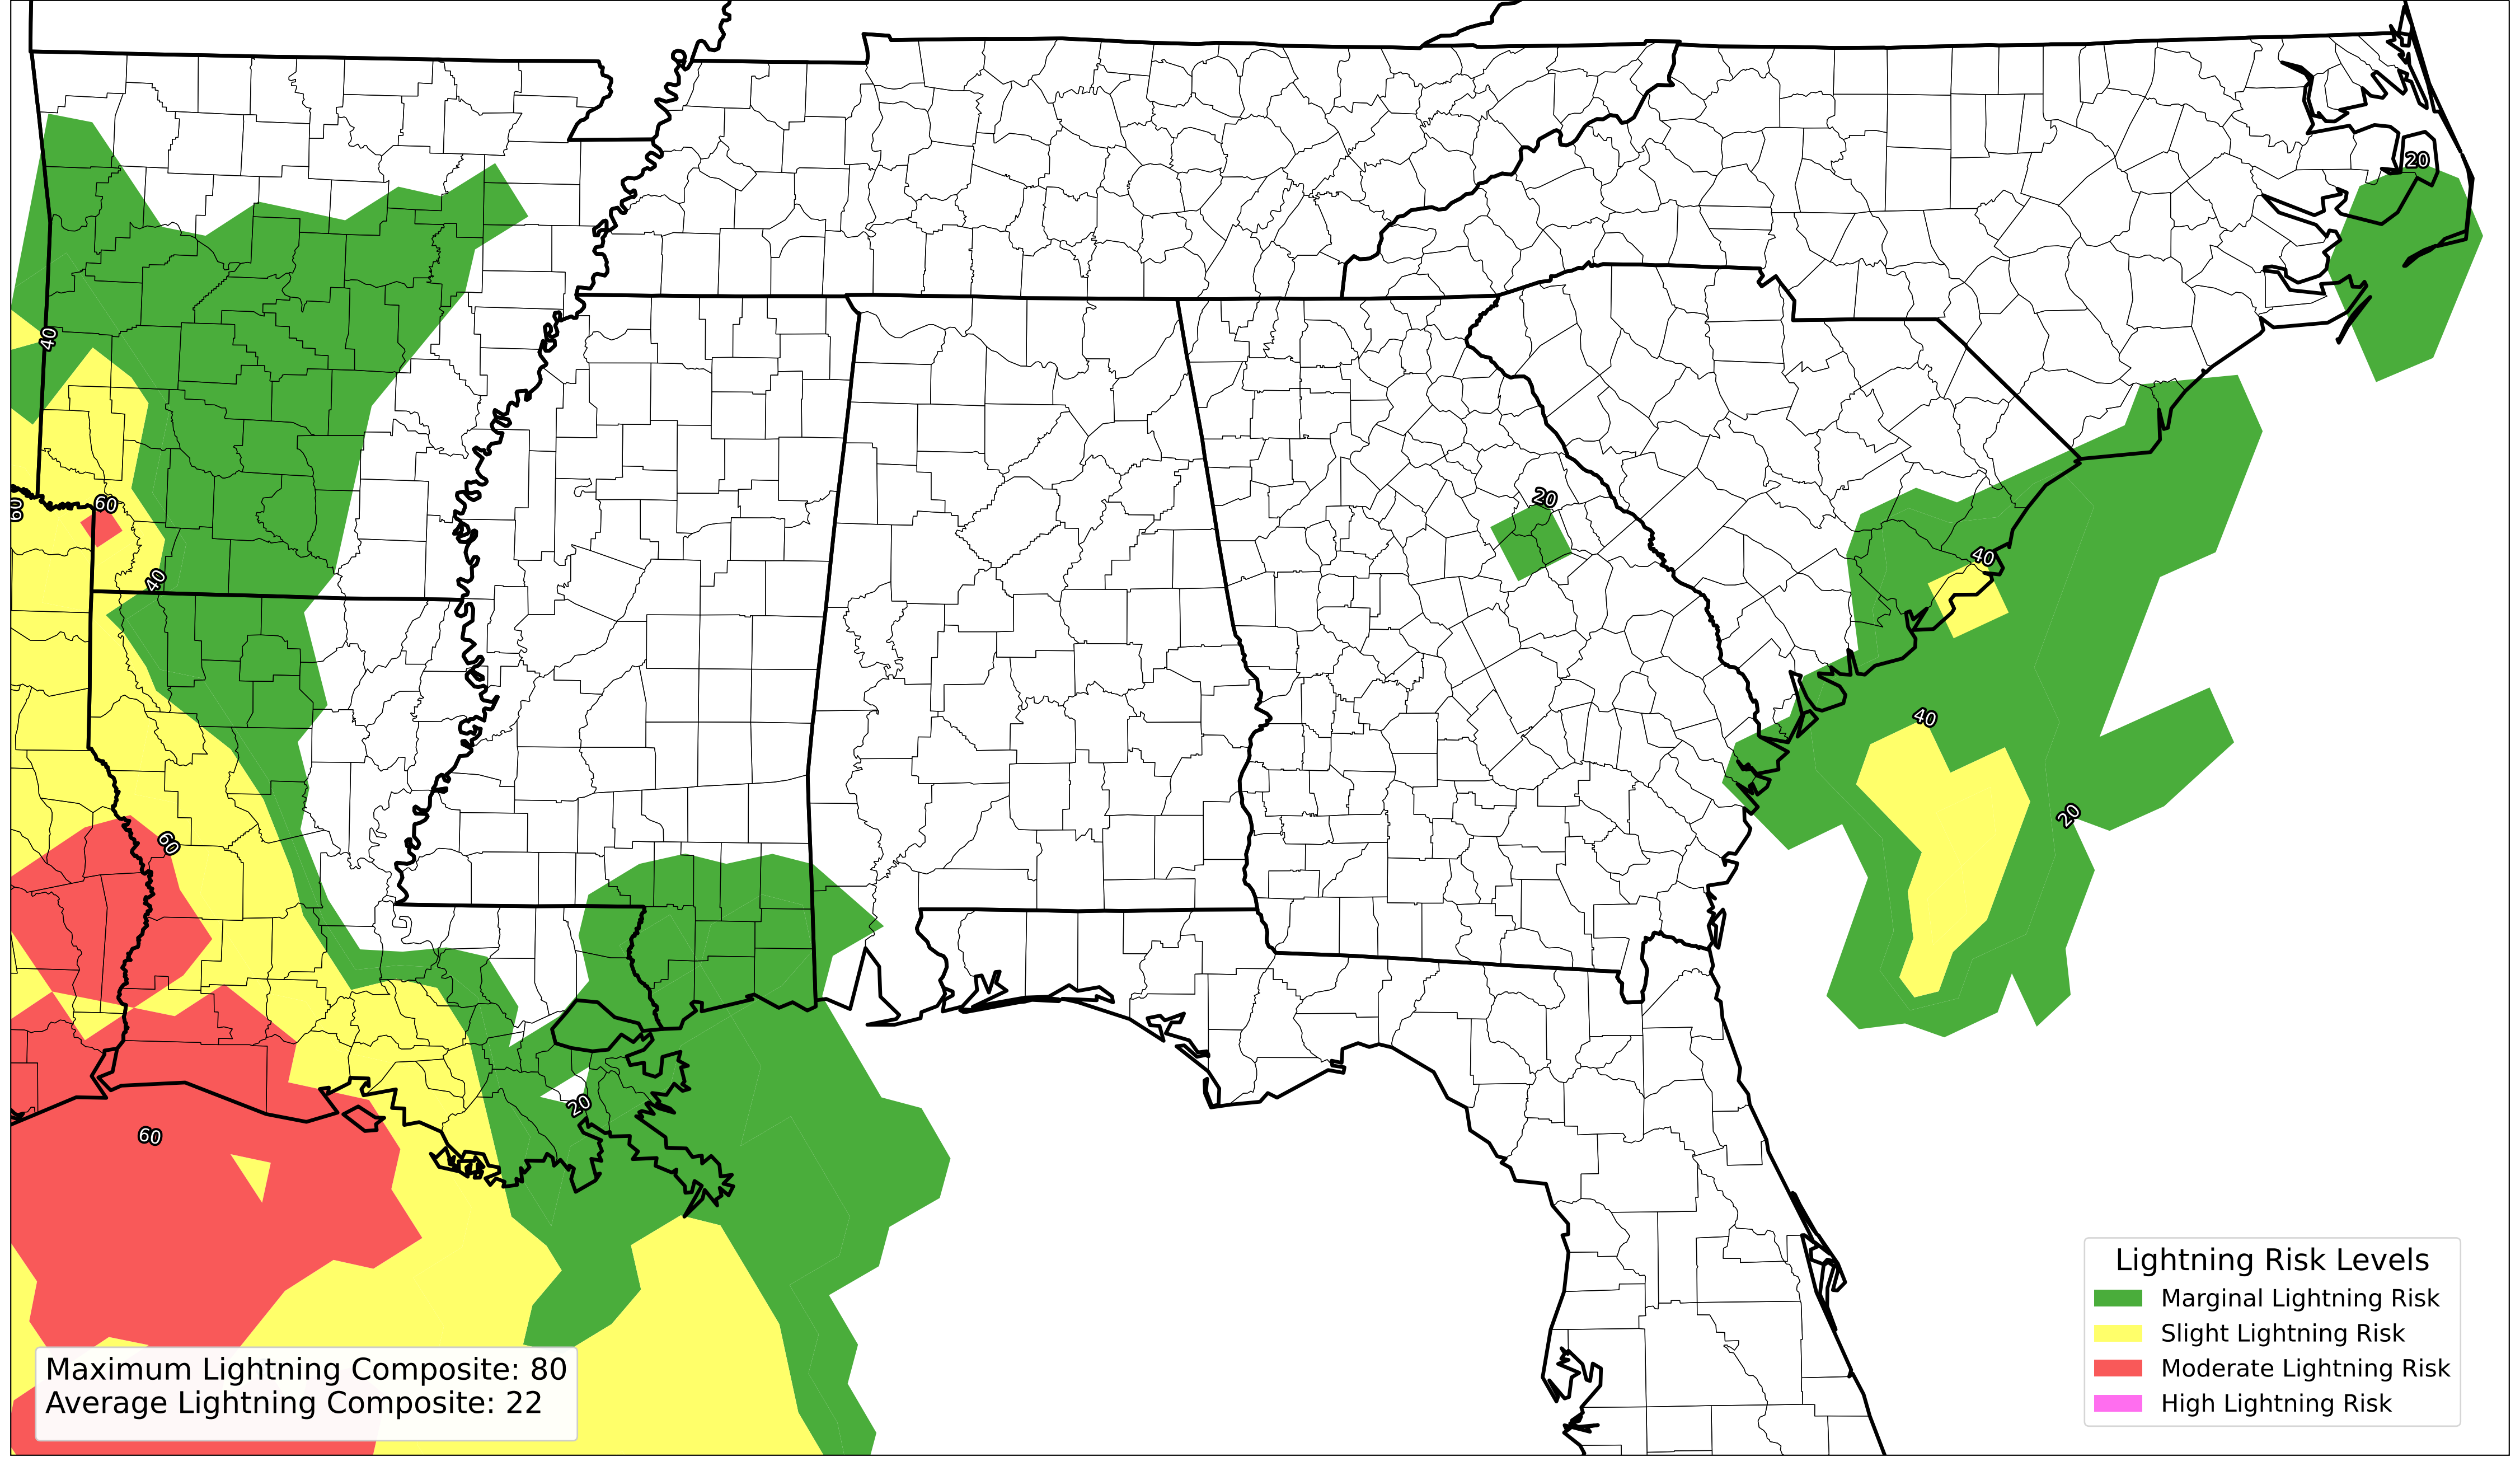 20
40
60
60
20
40
40
40
20
60
20
60
Lightning Risk Levels
Marginal Lightning Risk
Slight Lightning Risk
Moderate Lightning Risk
High Lightning Risk
Maximum Lightning Composite: 80
Average Lightning Composite: 22